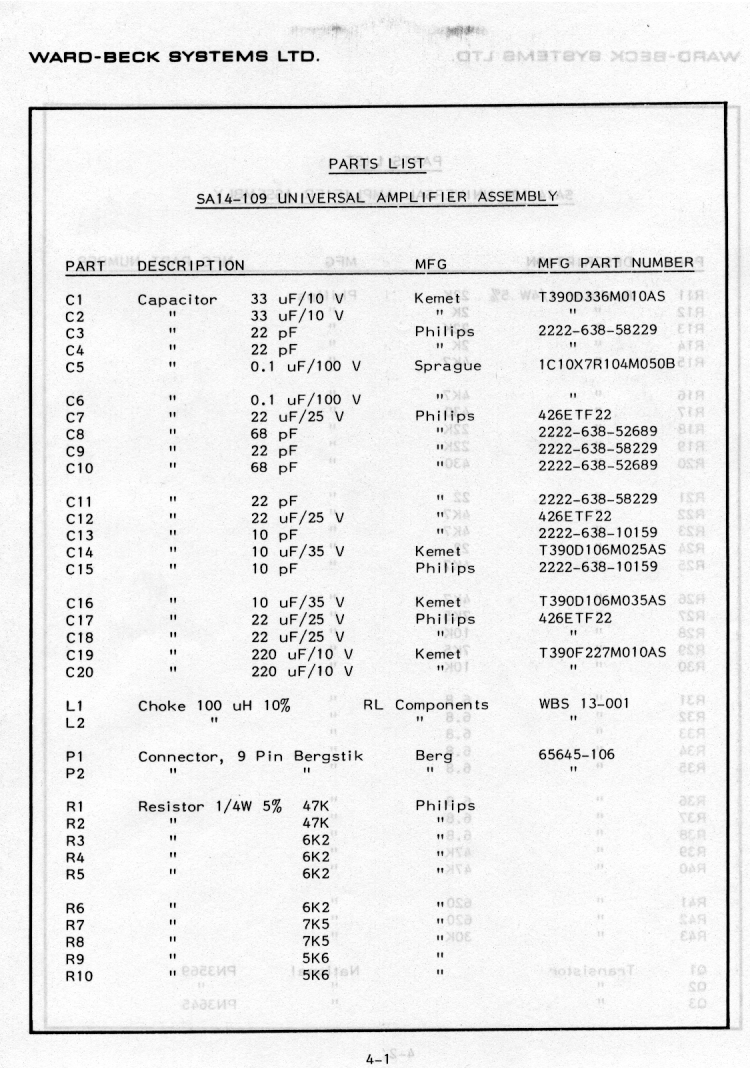 WARD-BECK SYSTEMS LTD.
PARTS LIST
SA14-109 UNIVERSAL AMPLIFIER ASSEMBLY
PART DESCRIPTION MFG MFG PART NUMBER
C1 Capacitor 33 uF/10 V Kemet T390D336M010AS
C2 " 33 uF/10 V " "
C3 " 22 pF Philips 2222-638-58229
C4 " 22 pF " "
C5 " 0.1 uF/100 V Sprague 1C10X7R104M050B
C6 " 0.1 uF/100 V " " "
C7 " 22 uF/25 V Philips 426ETF22
C8 " 68 pF " 2222-638-52689
C9 " 22 pF " 2222-638-58229
C10 " 68 pF " 2222-638-52689
C11 " 22 pF " 2222-638-58229
C12 " 22 uF/25 V " 426ETF22
C13 " 10 pF " 2222-638-10159
C14 " 10 uF/35 V Kemet T390D106M025AS
C15 " 10 pF Philips 2222-638-10159
C16 " 10 uF/35 V Kemet T390D106M035AS
C17 " 22 uF/25 V Philips 426ETF22
C18 " 22 uF/25 V " " "
C19 " 220 uF/10 V Kemet T390F227M010AS
C20 " 220 uF/10 V " " "
L1 Choke 100 uH 10% RL Components WBS 13-001
L2 " " "
P1 Connector, 9 Pin Bergstik Berg 65645-106
P2 " " " "
R1 Resistor 1/4W 5% 47K Philips
R2 " 47K "
R3 " 6K2 "
R4 " 6K2 "
R5 " 6K2 "
R6 " 6K2 "
R7 " 7K5 "
R8 " 7K5 "
R9 " 5K6 "
R10 " 5K6 "
4-1